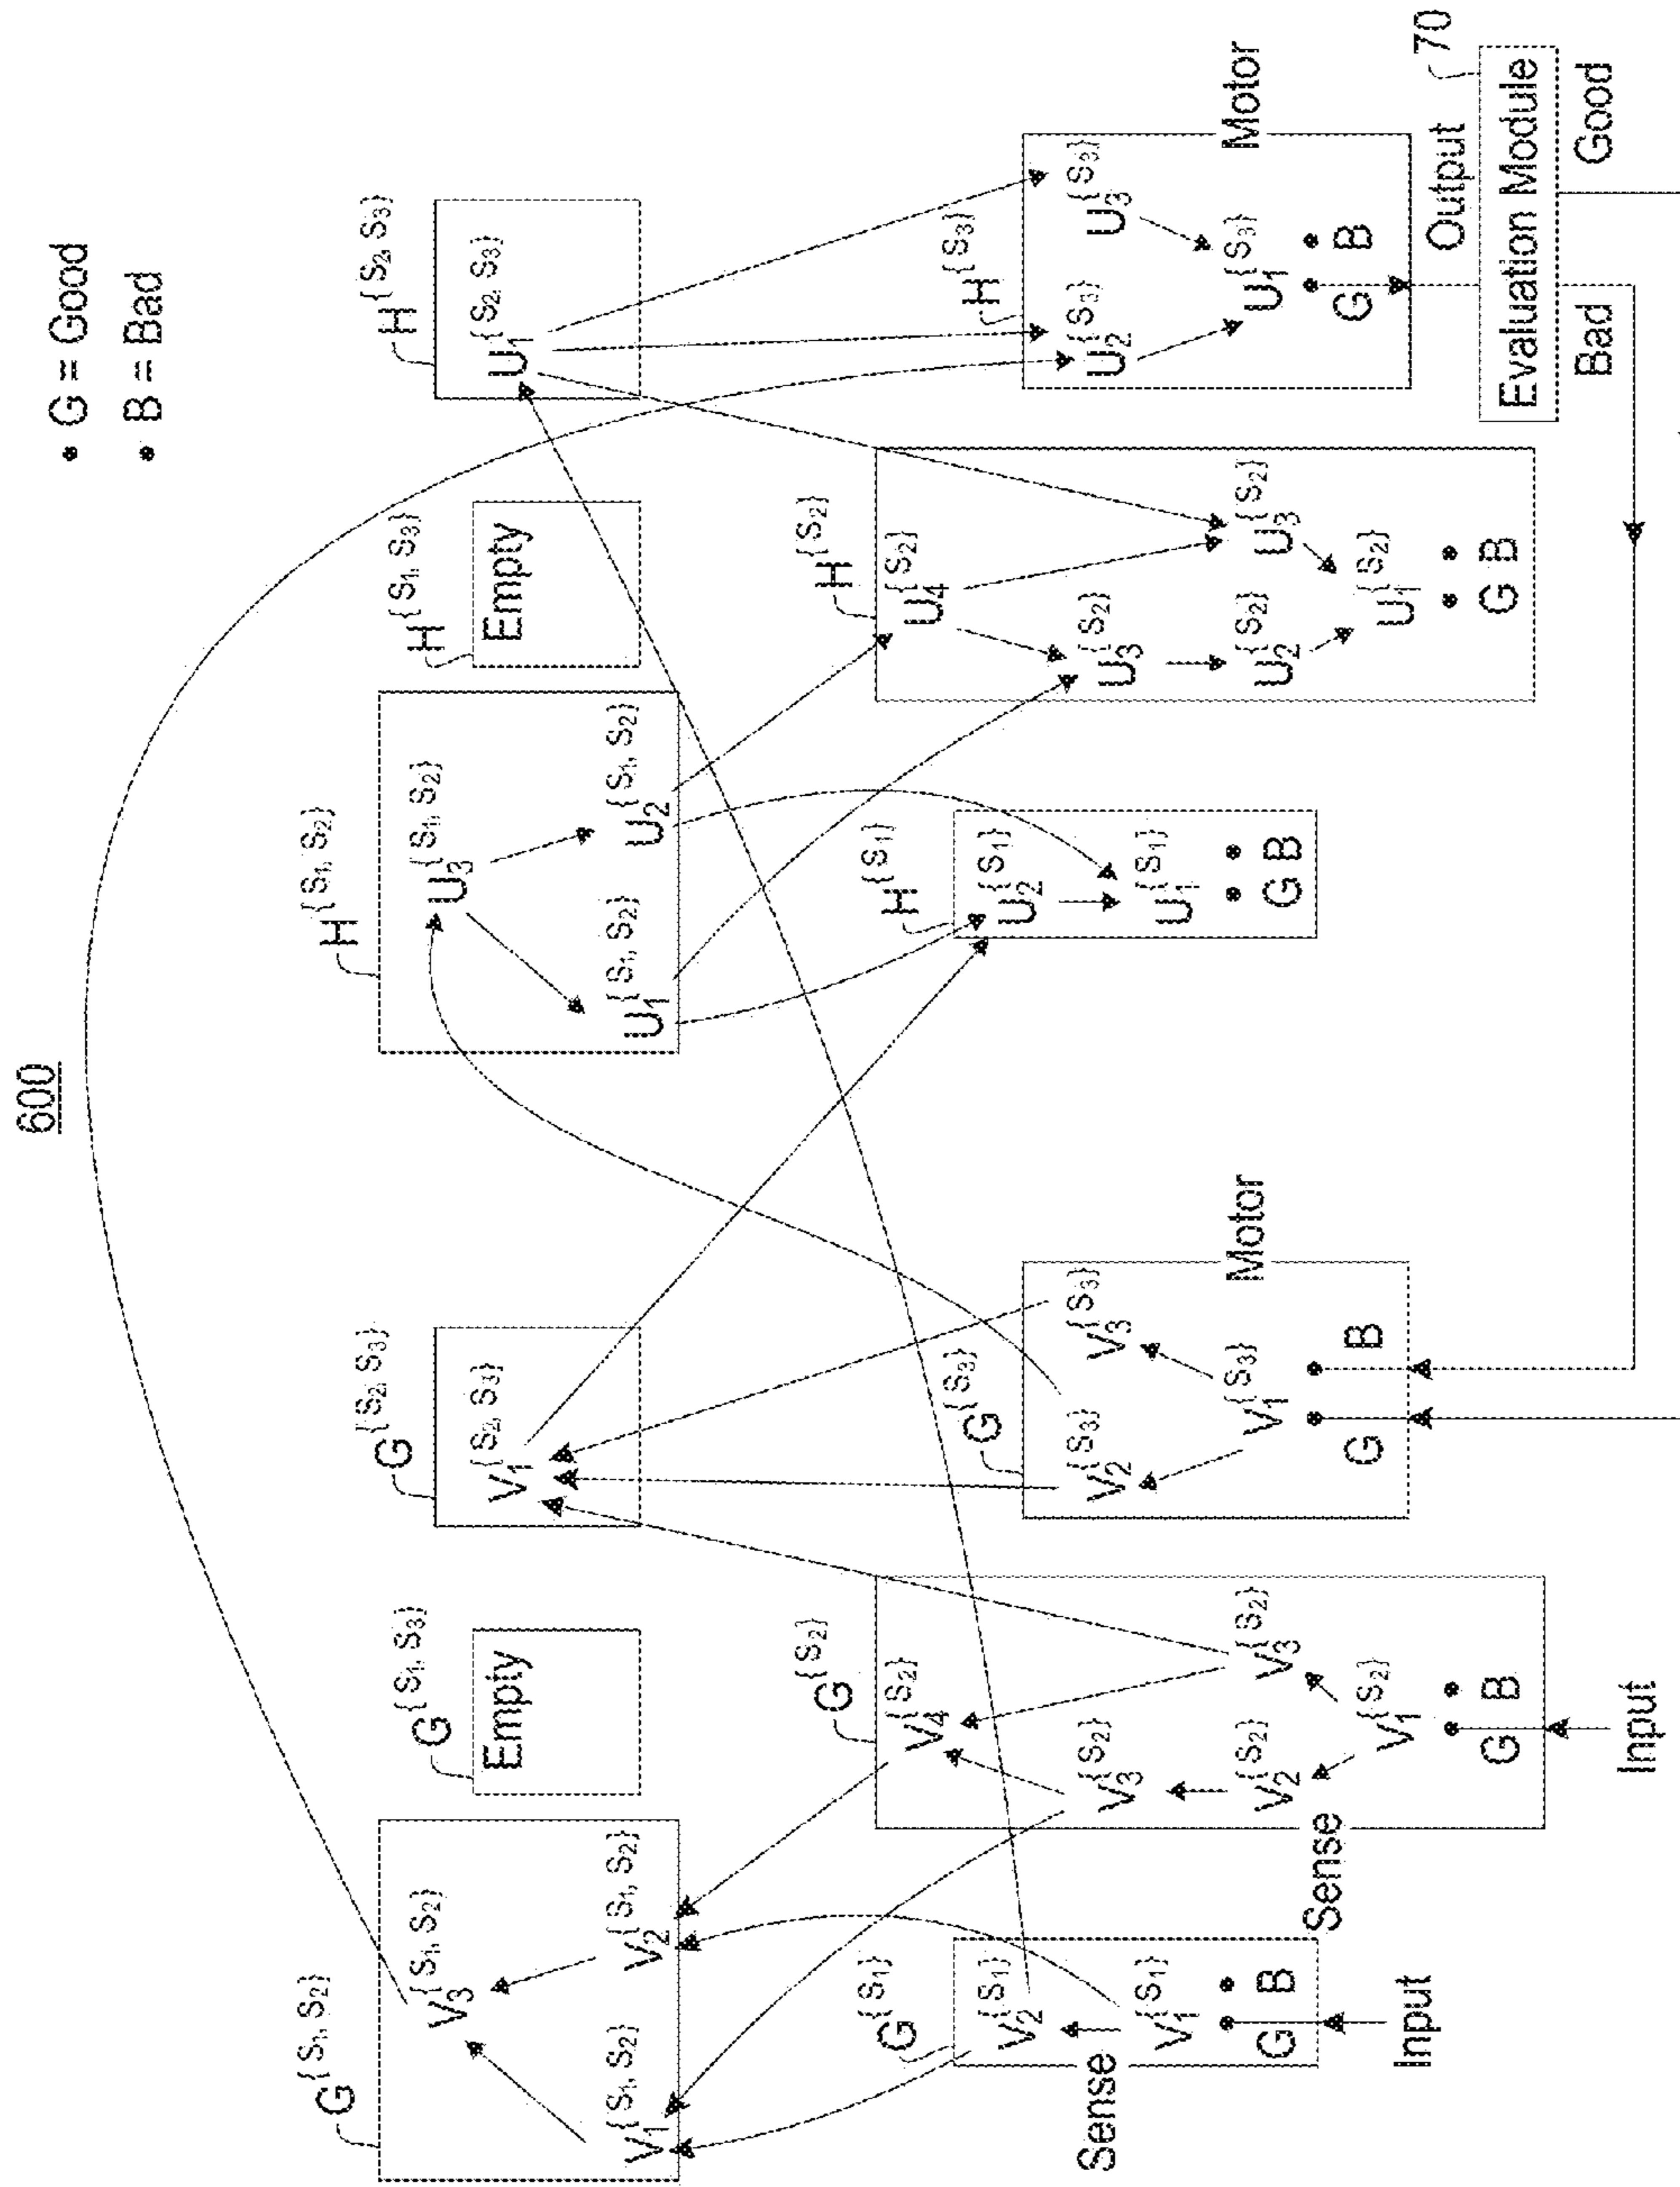 600
• G = Good
• B = Bad
G{S1, S2}
V3{S1, S2}
V1{S1, S2}
V2{S1, S2}
G{S1, S3}
Empty
G{S2, S3}
V1{S2, S3}
H{S1, S2}
U3{S1, S2}
U1{S1, S2}
U2{S1, S2}
H{S1, S3}
Empty
H{S2, S3}
U1{S2, S3}
G{S1}
V2{S1}
V1{S1}
G B
Sense
Input
G{S2}
V4{S2}
V3{S2}
V2{S2}
V3{S2}
V1{S2}
G B
Sense
Input
G{S3}
V2{S3}
V3{S3}
V1{S3}
G B
Motor
H{S1}
U2{S1}
U1{S1}
G B
H{S2}
U4{S2}
U3{S2}
U2{S2}
U3{S2}
U1{S2}
G B
H{S3}
U2{S3}
U3{S3}
U1{S3}
G B
Motor
Output
70
Evaluation Module
Bad
Good